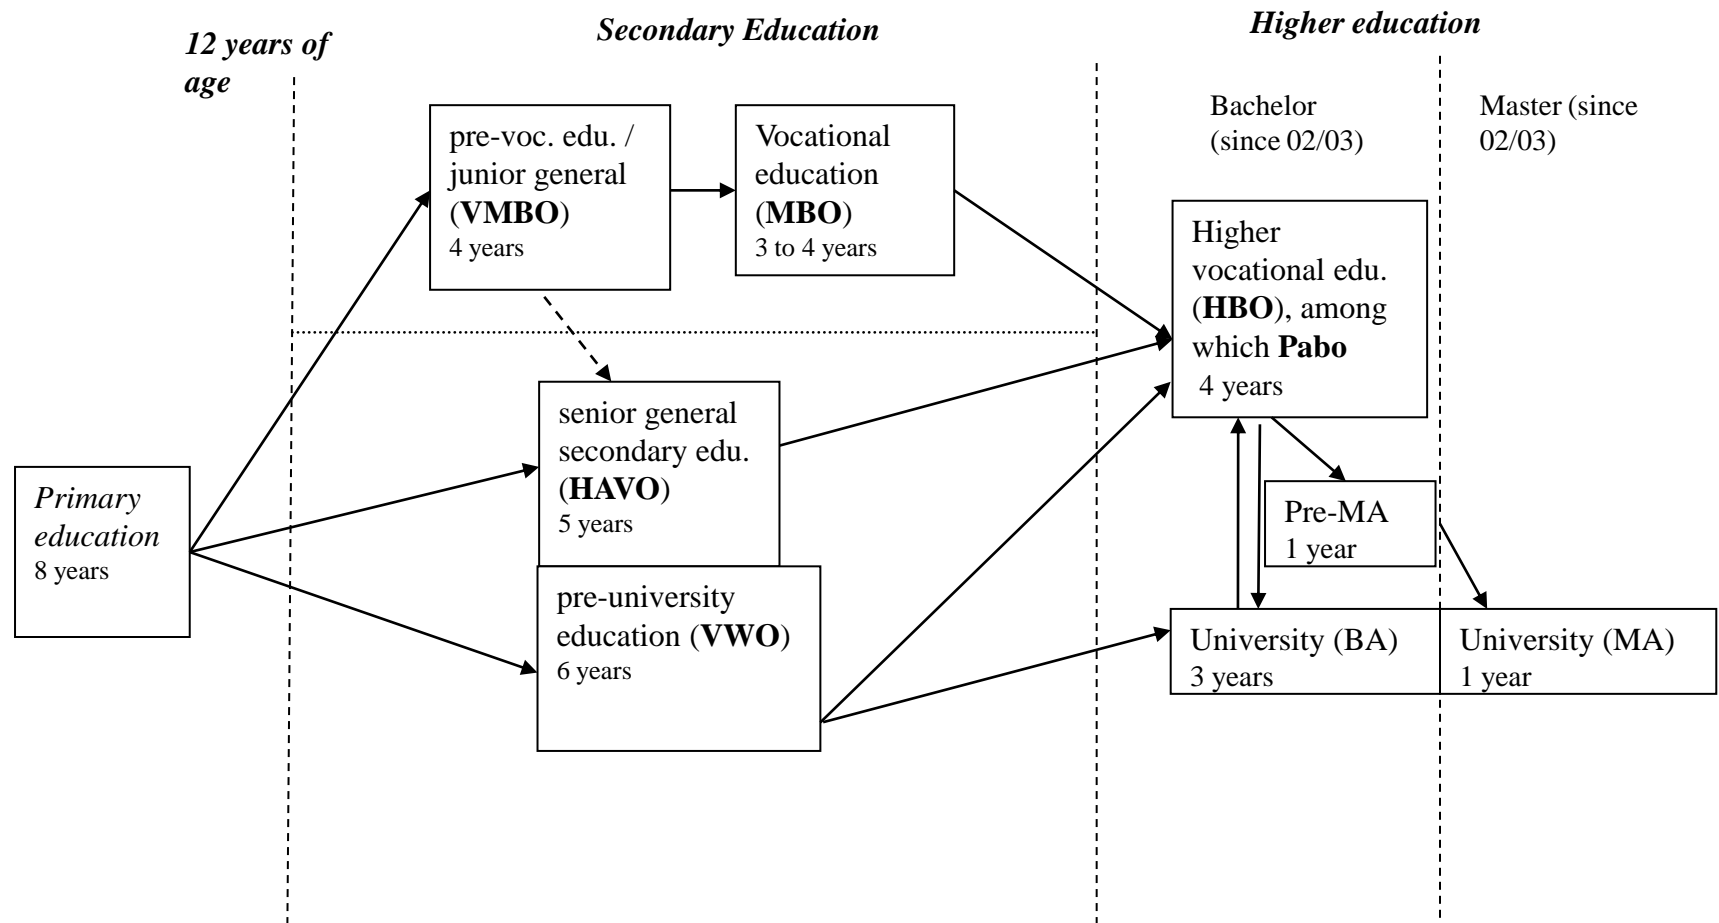 12 years of
age
Secondary Education
Higher education
Bachelor
(since 02/03)
Master (since
02/03)
pre-voc. edu. /
junior general
(VMBO)
4 years
Vocational
education
(MBO)
3 to 4 years
Higher
vocational edu.
(HBO), among
which Pabo
4 years
senior general
secondary edu.
(HAVO)
5 years
Primary
education
8 years
Pre-MA
1 year
pre-university
education (VWO)
6 years
University (BA)
3 years
University (MA)
1 year